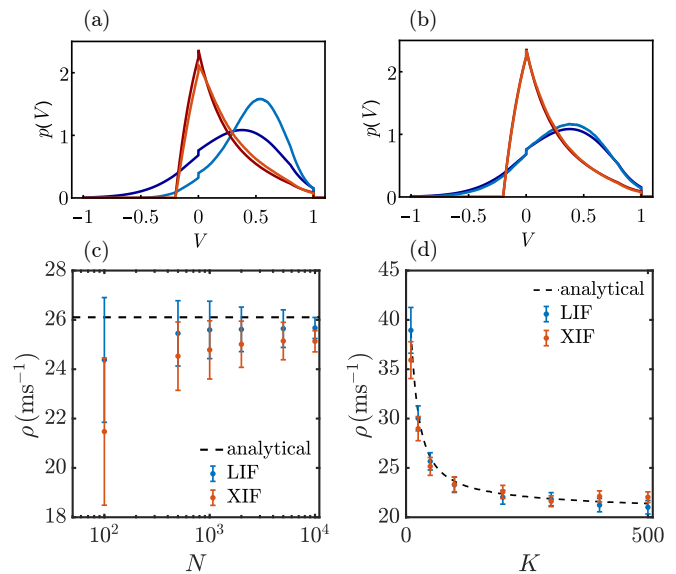 (a)
(b)
p(V)
2
1
0
-1
-0.5
0
0.5
1
V
p(V)
2
1
0
-1
-0.5
0
0.5
1
V
(c)
(d)
ρ (ms⁻¹)
28
26
24
22
20
18
analytical
LIF
XIF
10²
10³
10⁴
N
ρ (ms⁻¹)
45
40
35
30
25
20
analytical
LIF
XIF
0
500
K